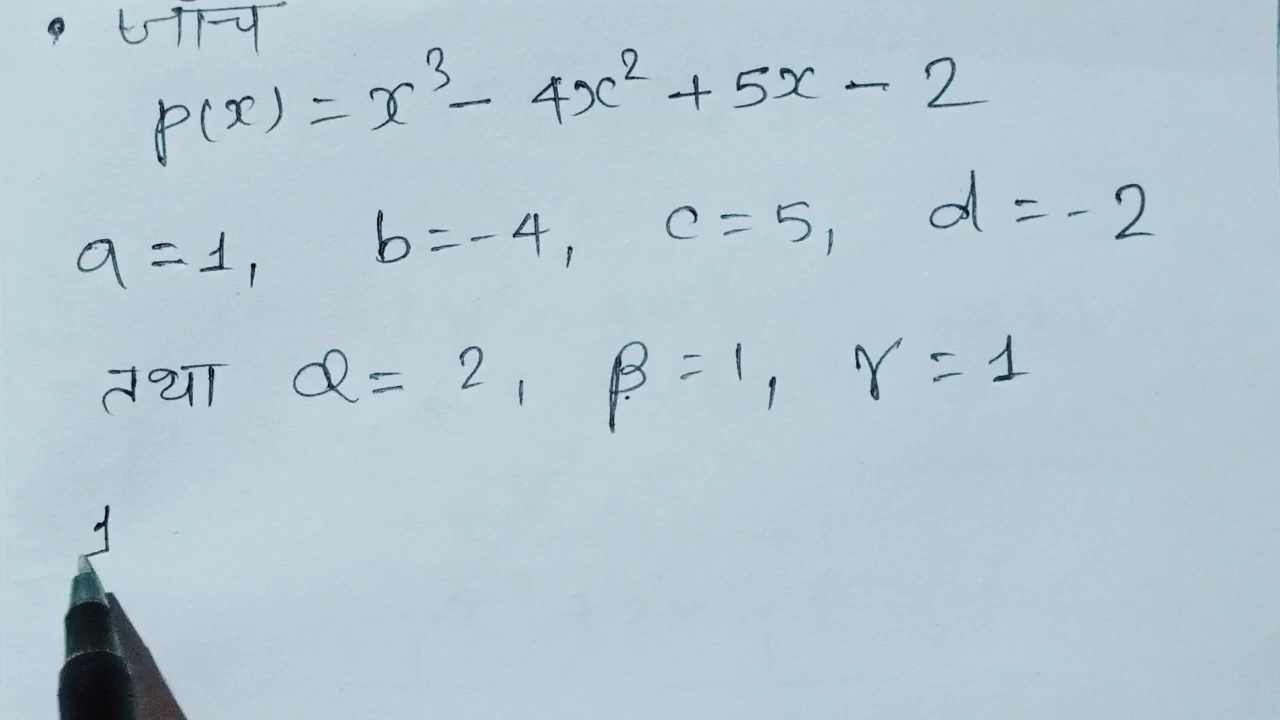 • जाँच
p(x) = x³ - 4x² + 5x - 2
a = 1, b = -4, c = 5, d = -2
तथा α = 2, β = 1, γ = 1
1